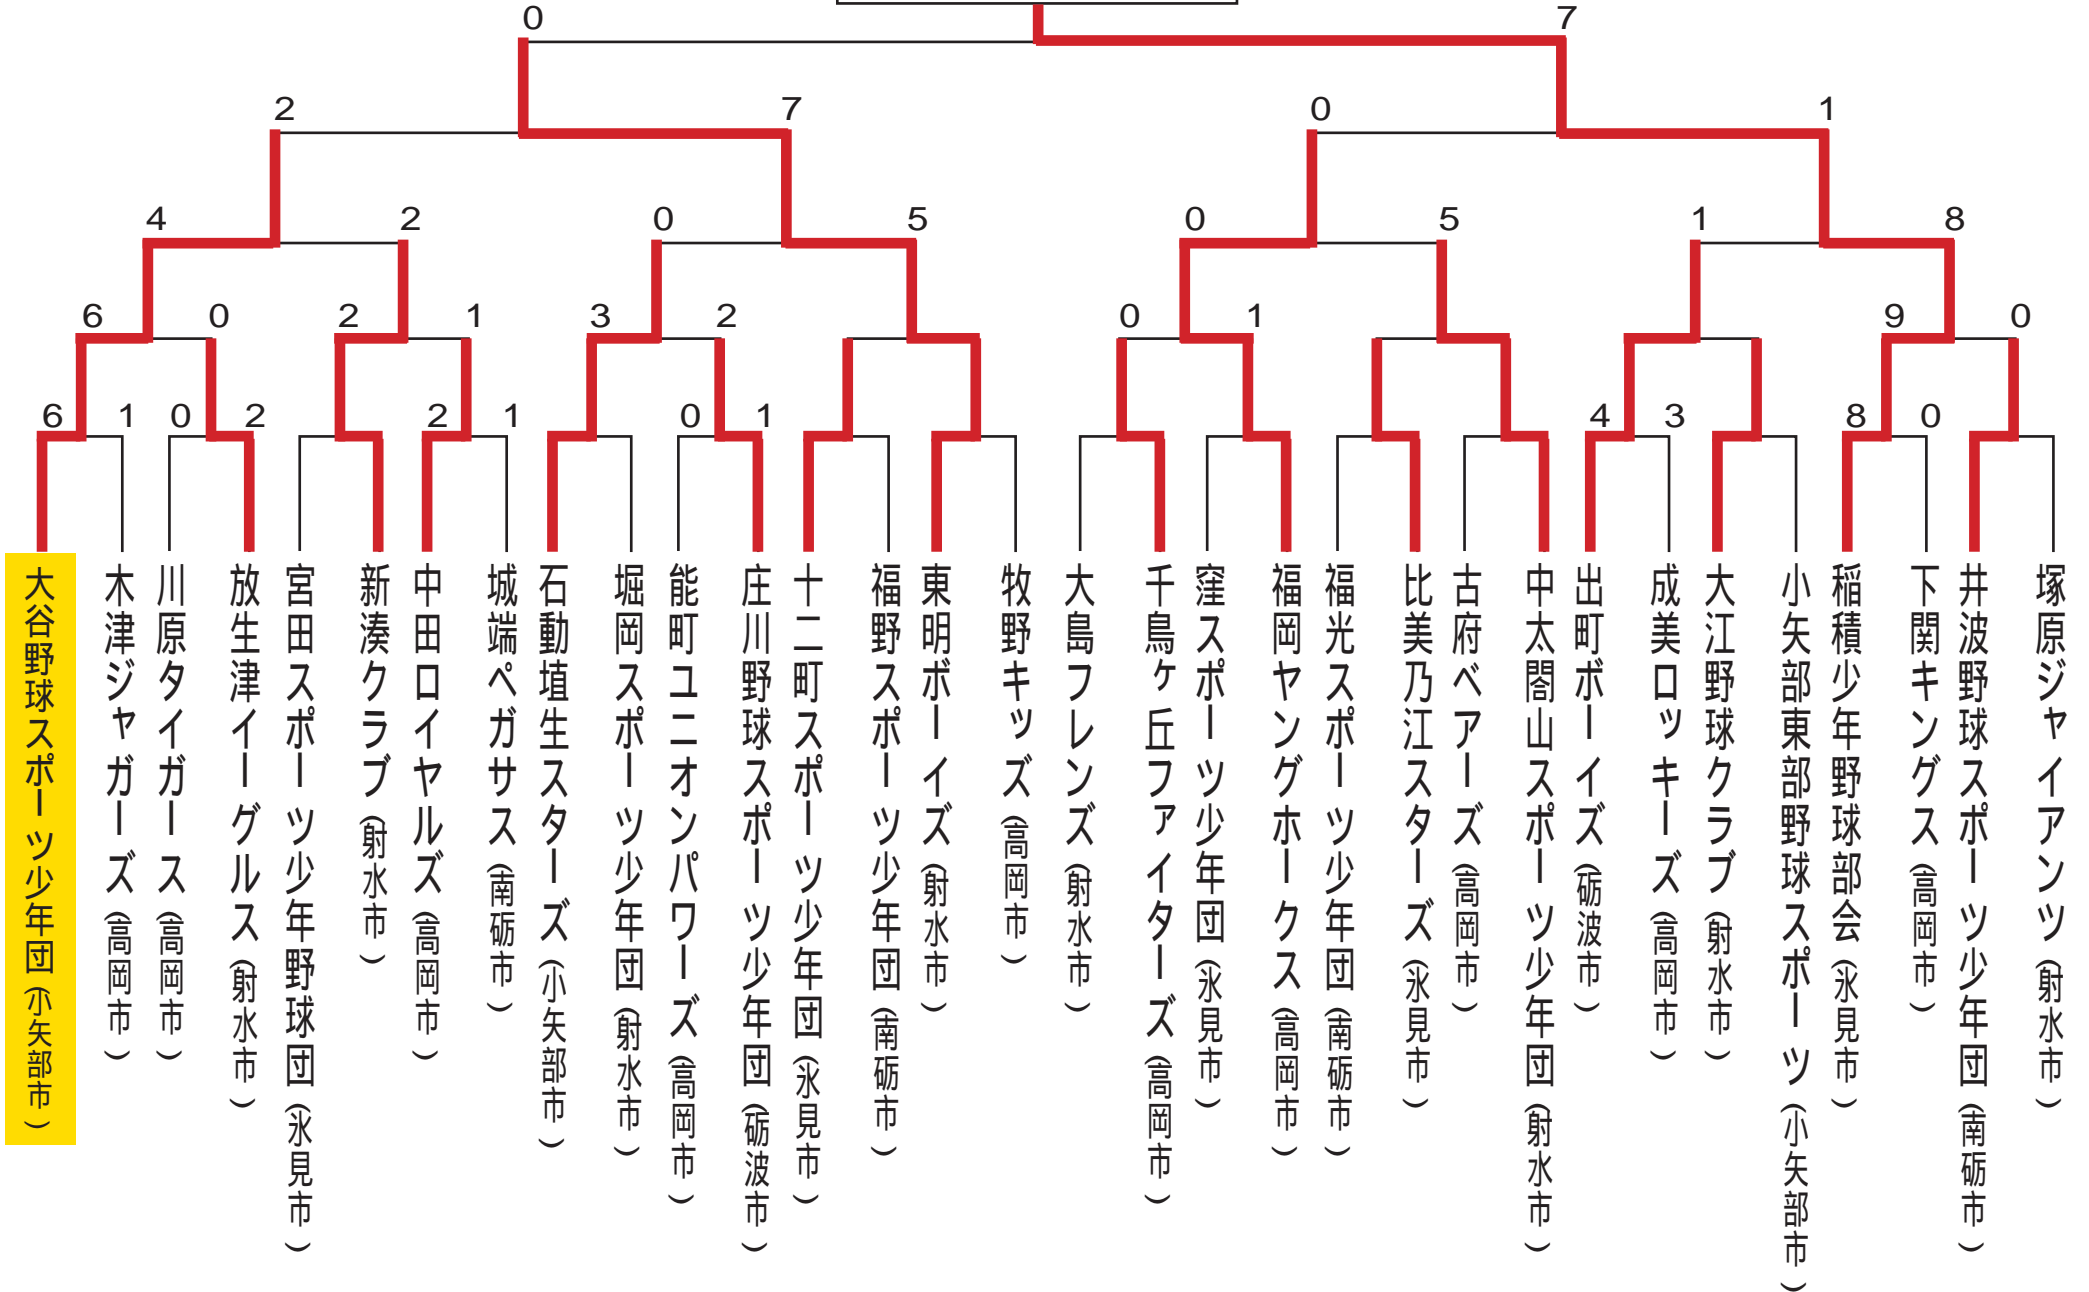 0 7
2 7 0 1
4 2 0 5 0 5 1 8
6 0 2 1 3 2 0 1 9 0
6 1 0 2 2 1 0 1 4 3 8 0
大谷野球スポーツ少年団(小矢部市)
木津ジャガーズ(高岡市)
川原タイガース(高岡市)
放生津イーグルス(射水市)
宮田スポーツ少年野球団(氷見市)
新湊クラブ(射水市)
中田ロイヤルズ(高岡市)
城端ペガサス(南砺市)
石動埴生スターズ(小矢部市)
堀岡スポーツ少年団(射水市)
能町ユニオンパワーズ(高岡市)
庄川野球スポーツ少年団(砺波市)
十二町スポーツ少年団(氷見市)
福野スポーツ少年団(南砺市)
東明ボーイズ(射水市)
牧野キッズ(高岡市)
大島フレンズ(射水市)
千鳥ヶ丘ファイターズ(高岡市)
窪スポーツ少年団(氷見市)
福岡ヤングホークス(高岡市)
福光スポーツ少年団(南砺市)
比美乃江スターズ(氷見市)
古府ベアーズ(高岡市)
中太閤山スポーツ少年団(射水市)
出町ボーイズ(砺波市)
成美ロッキーズ(高岡市)
大江野球クラブ(射水市)
小矢部東部野球スポーツ(小矢部市)
稲積少年野球部会(氷見市)
下関キングス(高岡市)
井波野球スポーツ少年団(南砺市)
塚原ジャイアンツ(射水市)